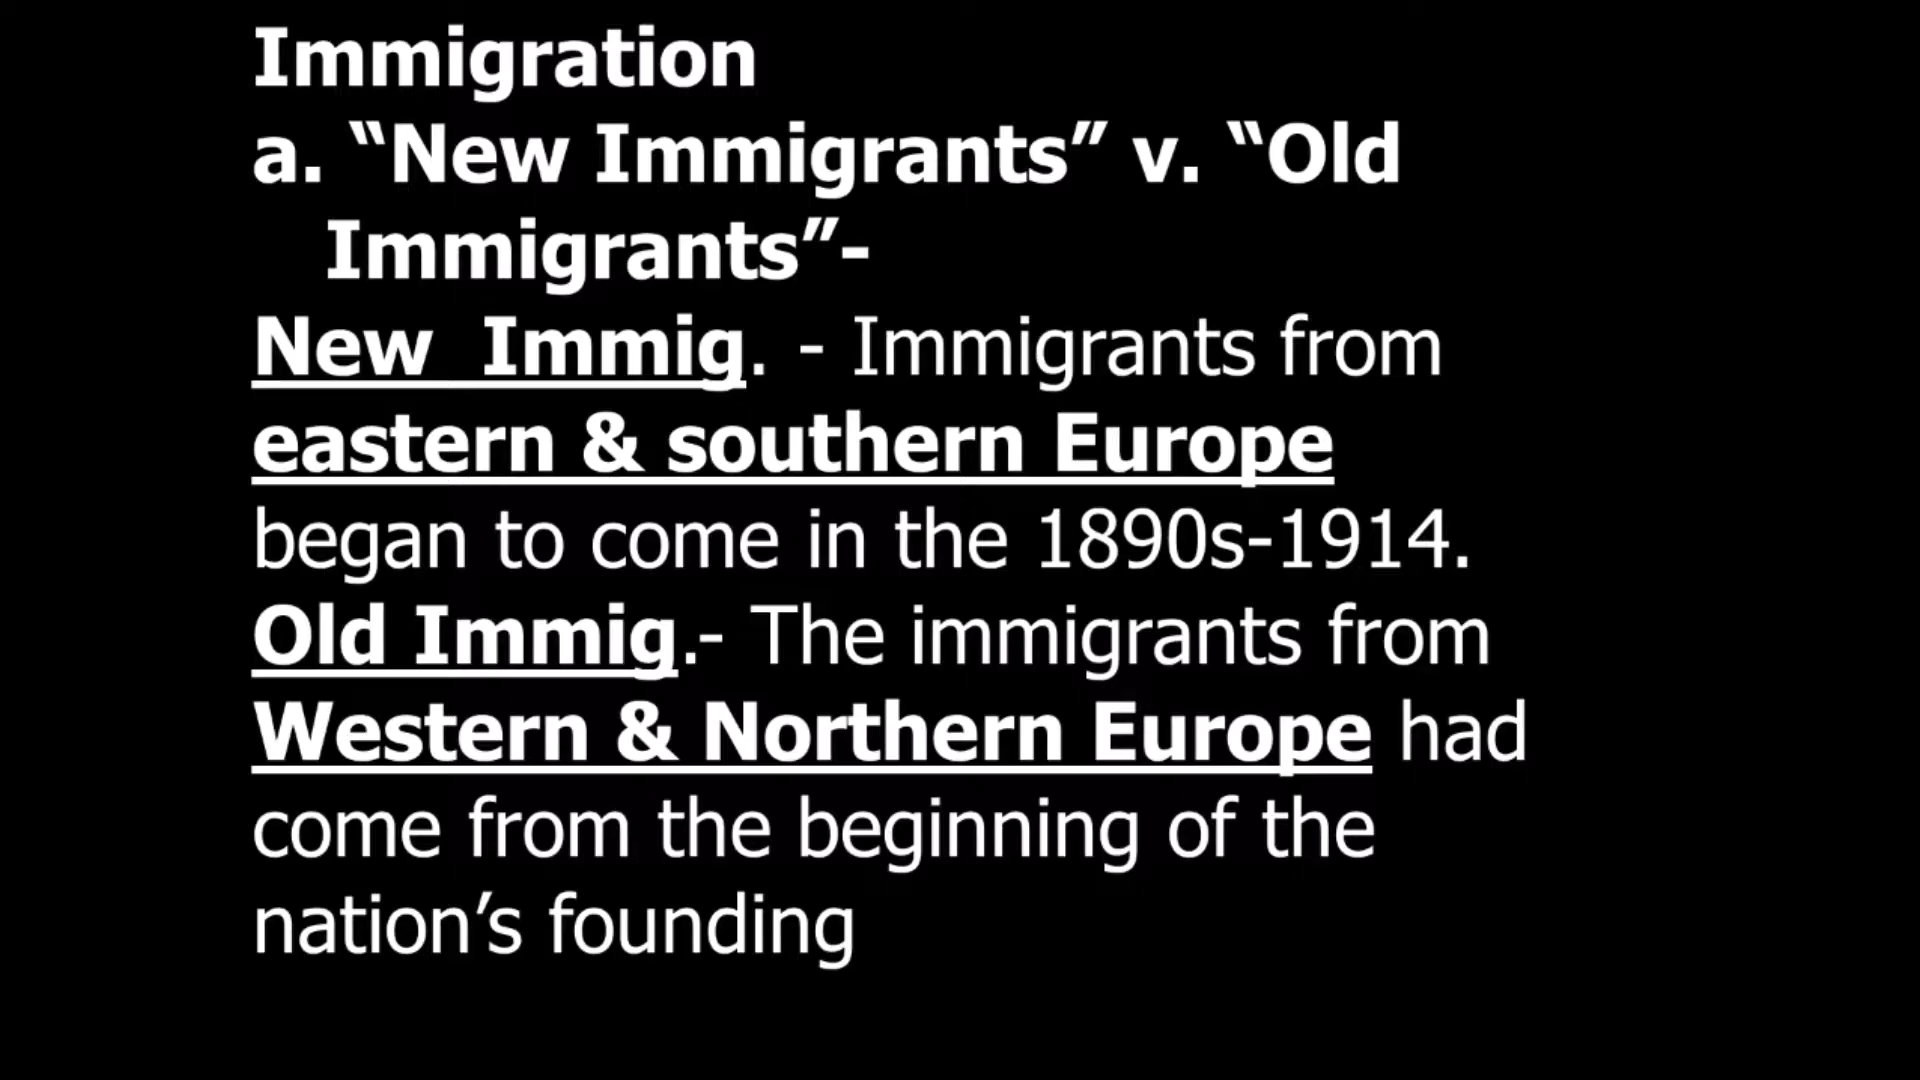 Immigration
a. “New Immigrants” v. “Old
Immigrants”-
New  Immig. - Immigrants from
eastern & southern Europe
began to come in the 1890s-1914.
Old Immig.- The immigrants from
Western & Northern Europe had
come from the beginning of the
nation’s founding